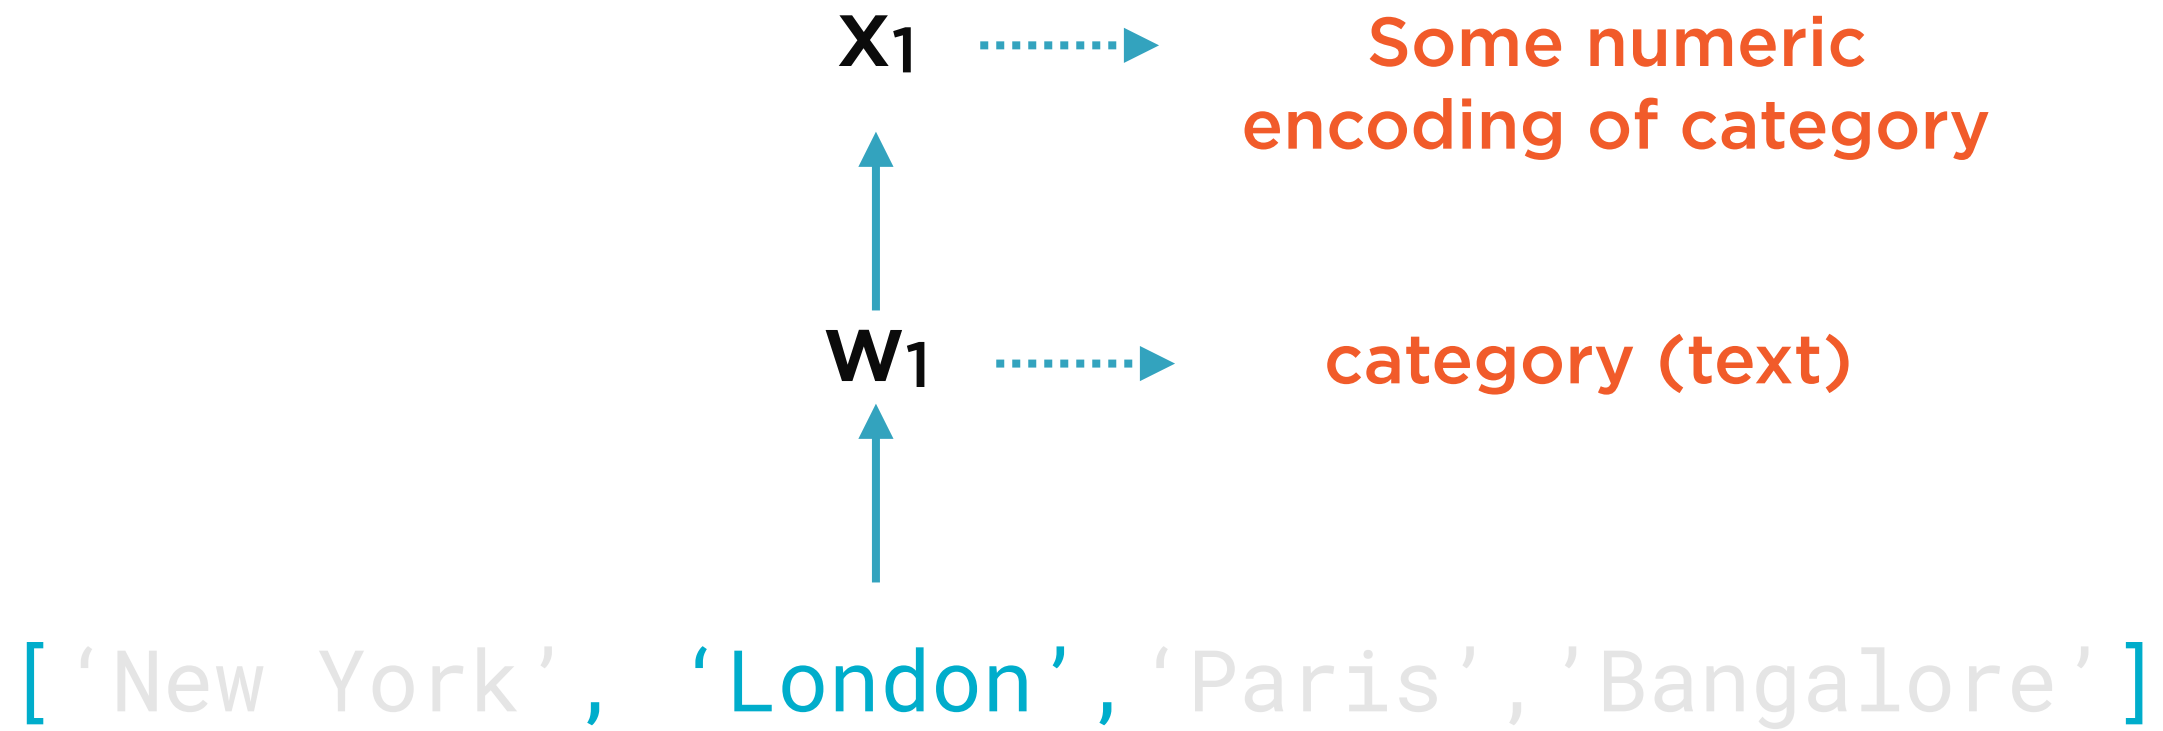 X1
Some numeric
encoding of category
W1
category (text)
[‘New York’, ‘London’,‘Paris’,’Bangalore’]